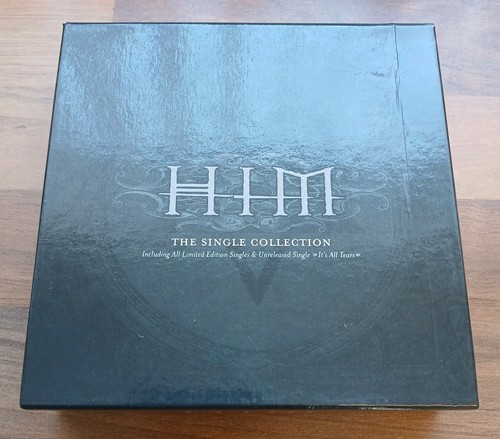 HIM
THE SINGLE COLLECTION
Including All Limited Edition Singles & Unreleased Single »It's All Tears«